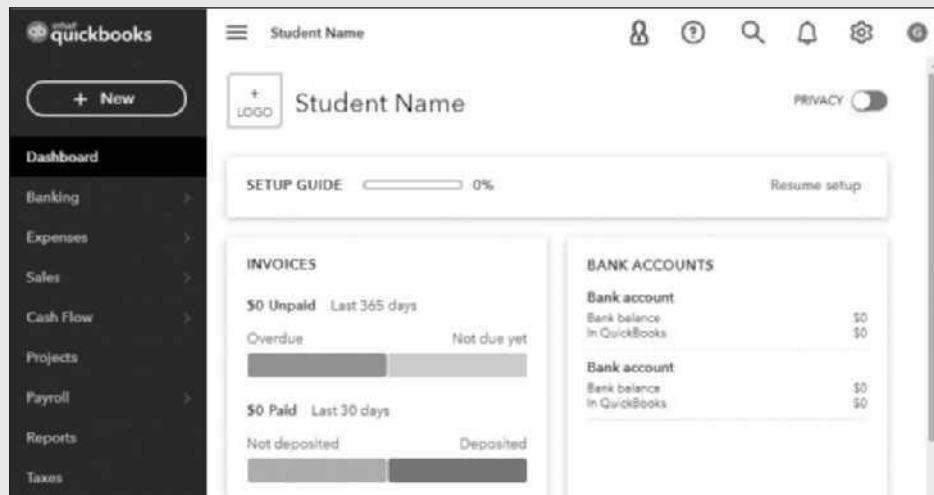 intuit quickbooks
Student Name
+ New
+ LOGO
Student Name
PRIVACY
Dashboard
Banking
Expenses
Sales
Cash Flow
Projects
Payroll
Reports
Taxes
SETUP GUIDE 0% Resume setup
INVOICES
$0 Unpaid Last 365 days
Overdue Not due yet
$0 Paid Last 30 days
Not deposited Deposited
BANK ACCOUNTS
Bank account
Bank balance $0
In QuickBooks $0
Bank account
Bank balance $0
In QuickBooks $0